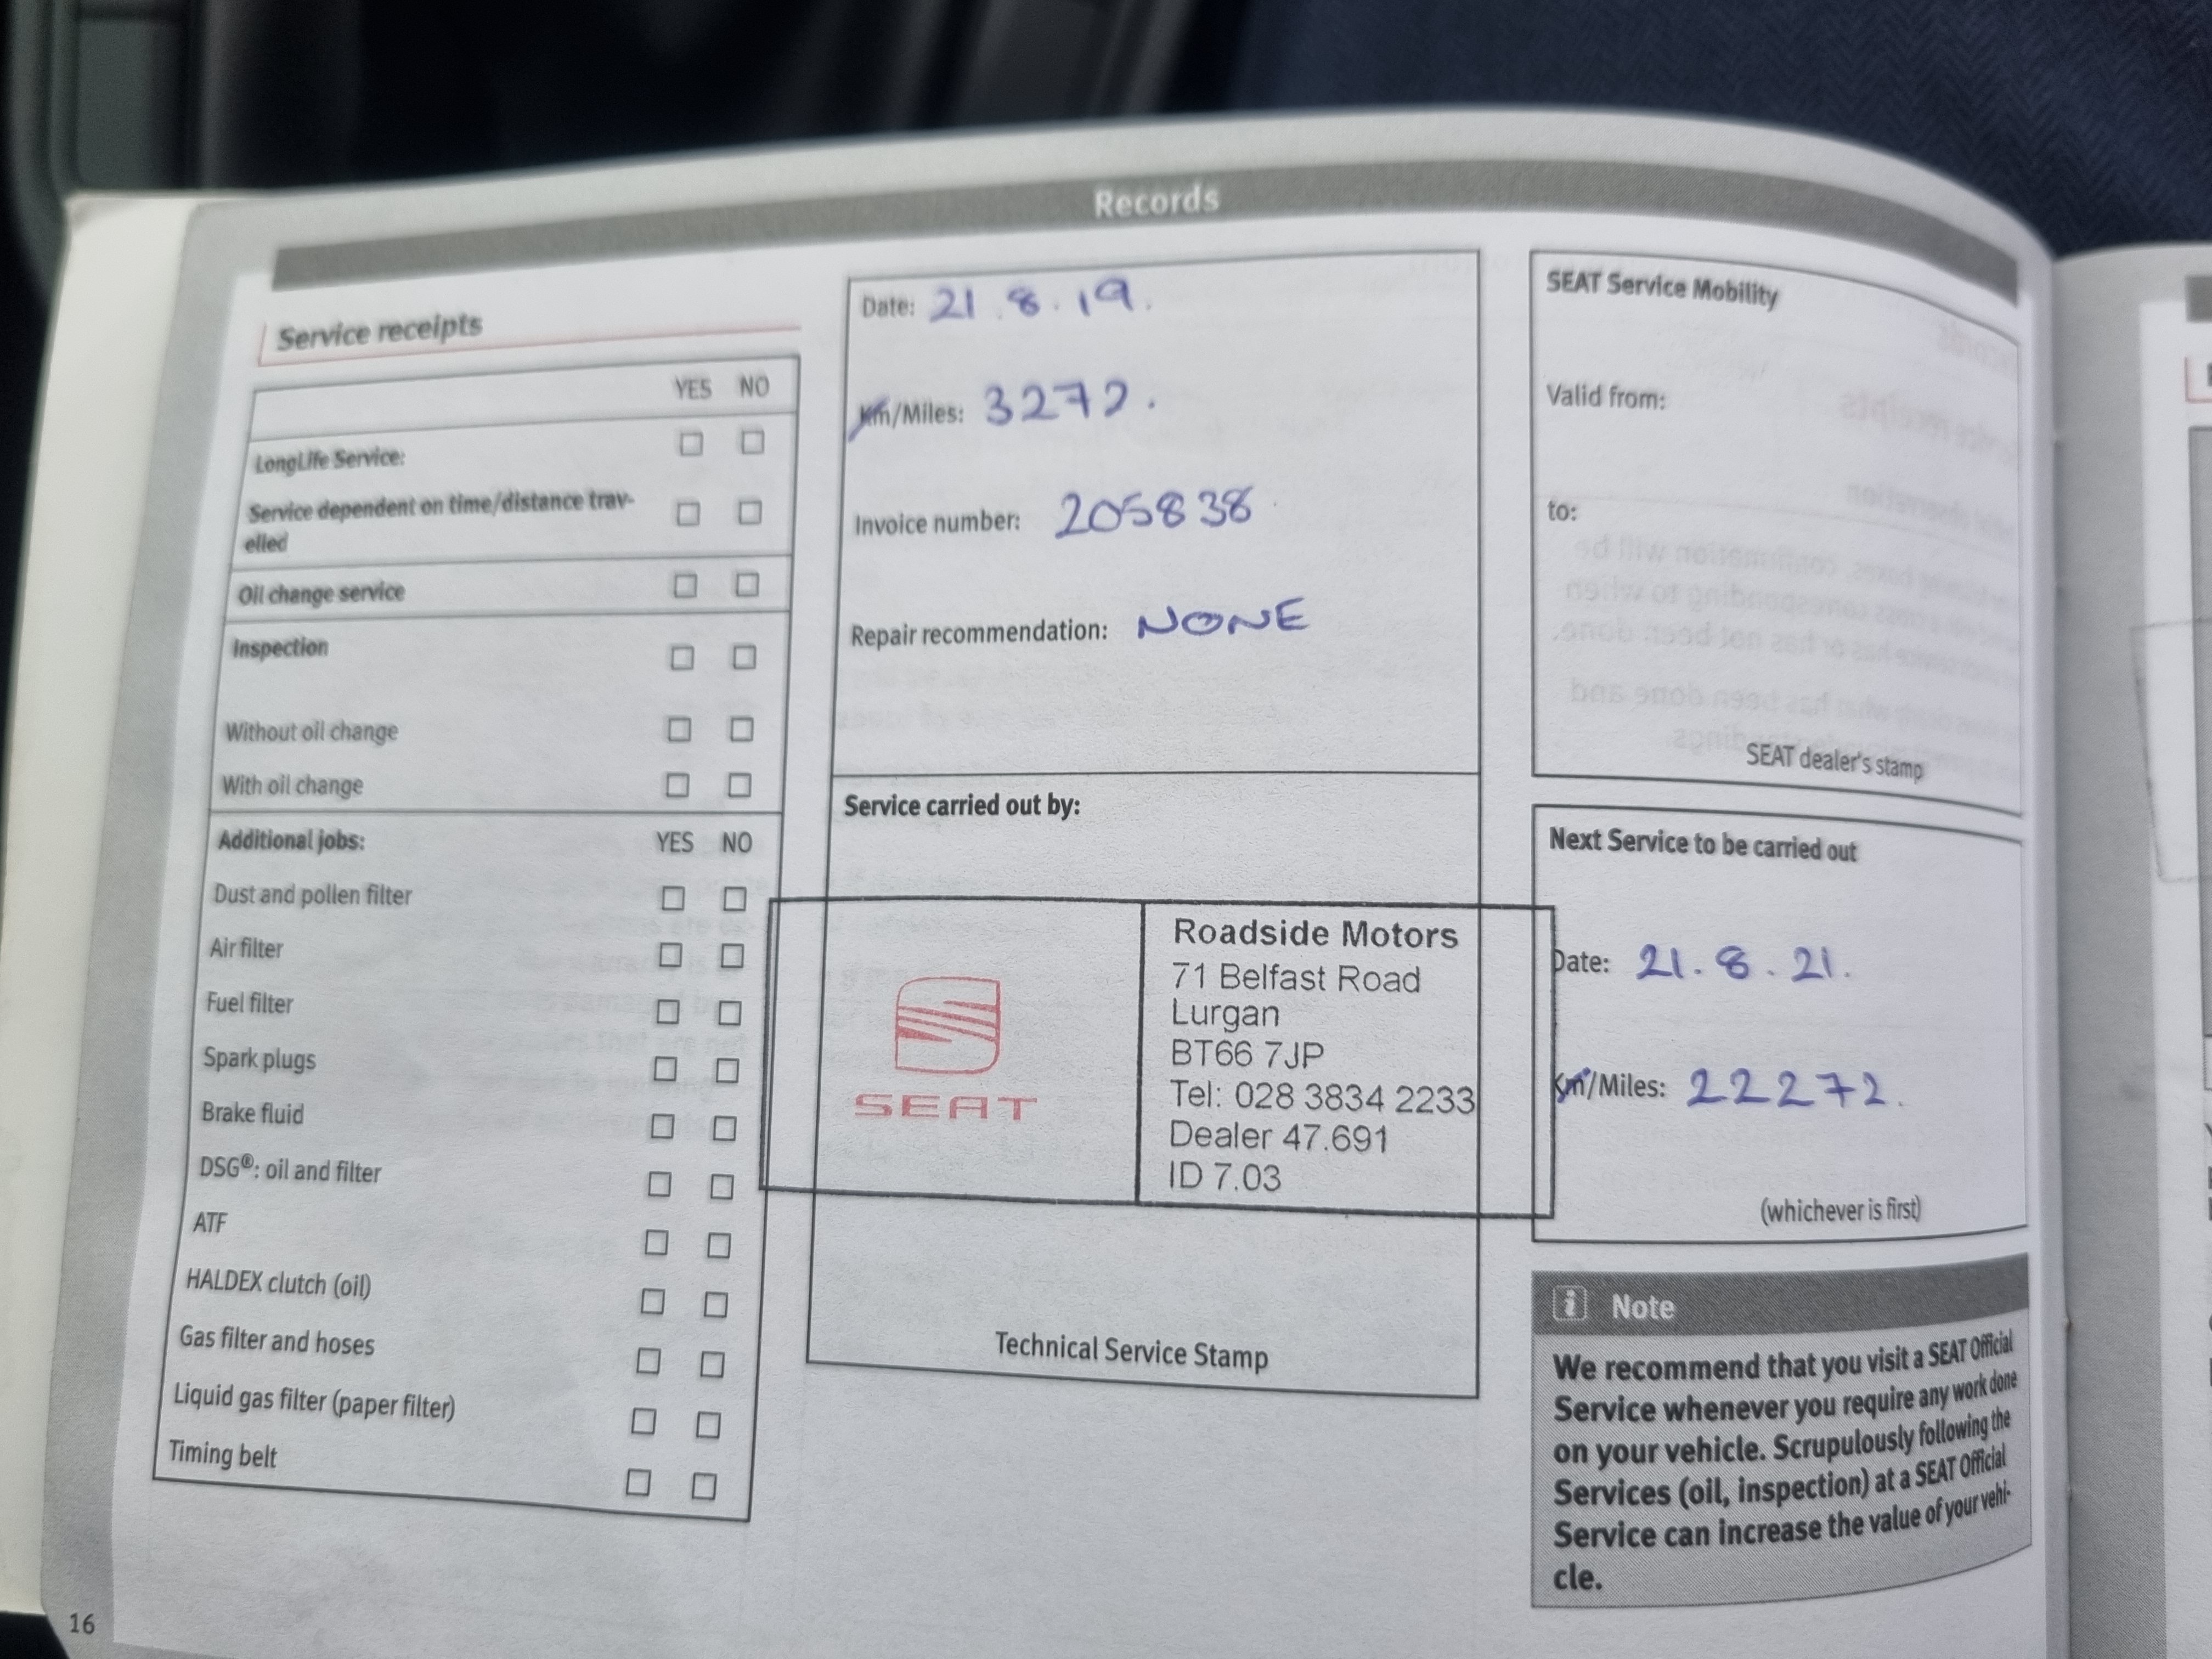 Records
Service receipts
YES NO
LongLife Service:
Service dependent on time/distance trav-
elled
Oil change service
Inspection
Without oil change
With oil change
Additional jobs: YES NO
Dust and pollen filter
Air filter
Fuel filter
Spark plugs
Brake fluid
DSG®: oil and filter
ATF
HALDEX clutch (oil)
Gas filter and hoses
Liquid gas filter (paper filter)
Timing belt
16
Date: 21.8.19.
Km/Miles: 3272.
Invoice number: 205838
Repair recommendation: NONE
Service carried out by:
SEAT
Roadside Motors
71 Belfast Road
Lurgan
BT66 7JP
Tel: 028 3834 2233
Dealer 47.691
ID 7.03
Technical Service Stamp
SEAT Service Mobility
Valid from:
to:
SEAT dealer's stamp
Next Service to be carried out
Date: 21.8.21.
Km/Miles: 22272.
(whichever is first)
i Note
We recommend that you visit a SEAT Official
Service whenever you require any work done
on your vehicle. Scrupulously following the
Services (oil, inspection) at a SEAT Official
Service can increase the value of your vehi-
cle.